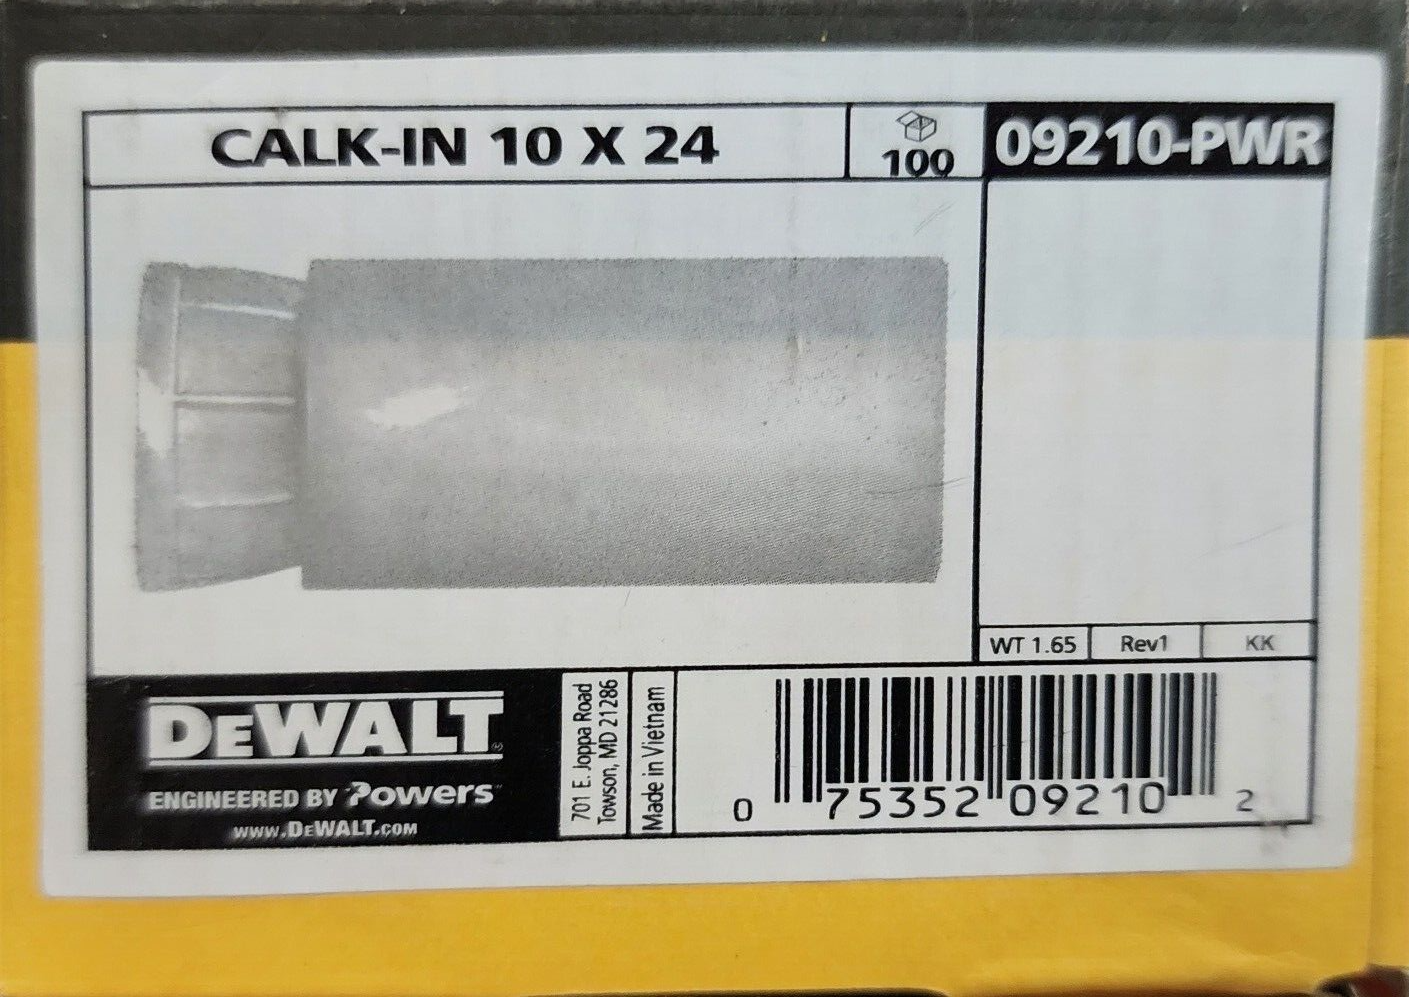 CALK-IN 10 X 24
100
09210-PWR
WT 1.65
Rev1
KK
DEWALT®
ENGINEERED BY Powers™
WWW.DEWALT.COM
701 E. Joppa Road
Towson, MD 21286
Made in Vietnam
0 75352 09210 2